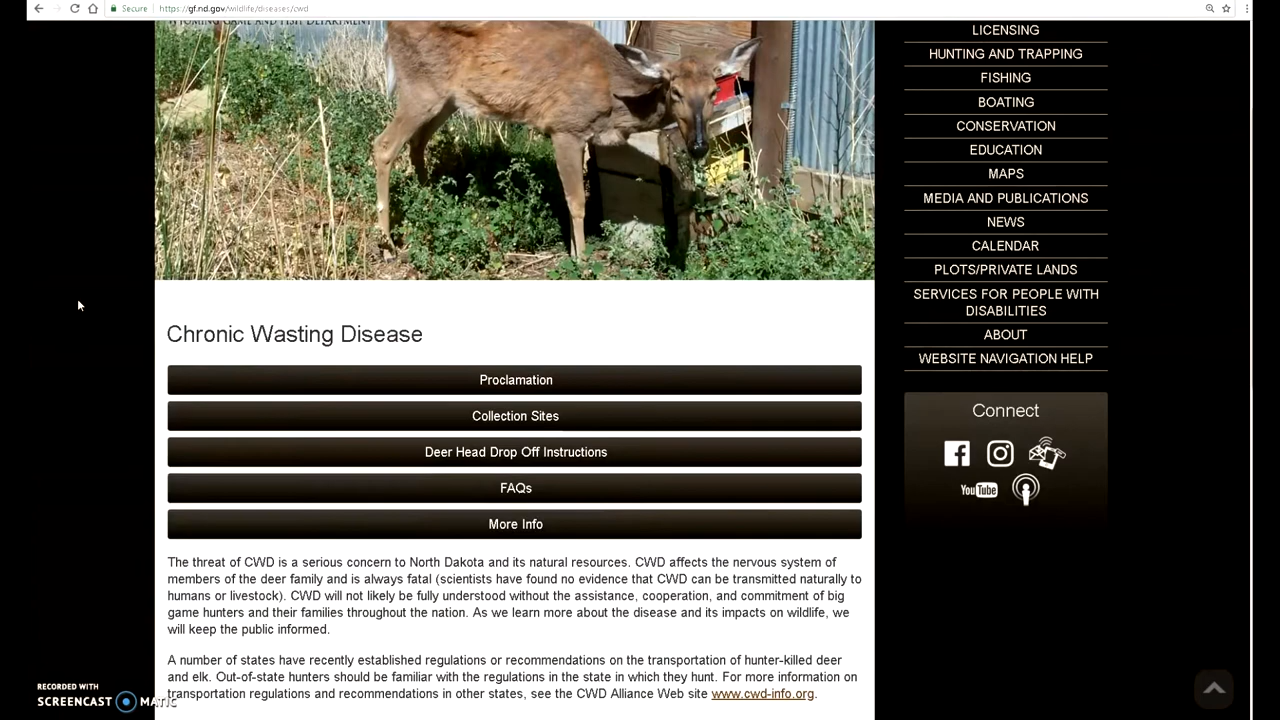 Secure
https://gf.nd.gov/wildlife/diseases/cwd
WYOMING GAME AND FISH DEPARTMENT
LICENSING
HUNTING AND TRAPPING
FISHING
BOATING
CONSERVATION
EDUCATION
MAPS
MEDIA AND PUBLICATIONS
NEWS
CALENDAR
PLOTS/PRIVATE LANDS
SERVICES FOR PEOPLE WITH
DISABILITIES
ABOUT
WEBSITE NAVIGATION HELP
Connect
You Tube
Chronic Wasting Disease
Proclamation
Collection Sites
Deer Head Drop Off Instructions
FAQs
More Info
The threat of CWD is a serious concern to North Dakota and its natural resources. CWD affects the nervous system of
members of the deer family and is always fatal (scientists have found no evidence that CWD can be transmitted naturally to
humans or livestock). CWD will not likely be fully understood without the assistance, cooperation, and commitment of big
game hunters and their families throughout the nation. As we learn more about the disease and its impacts on wildlife, we
will keep the public informed.
A number of states have recently established regulations or recommendations on the transportation of hunter-killed deer
and elk. Out-of-state hunters should be familiar with the regulations in the state in which they hunt. For more information on
transportation regulations and recommendations in other states, see the CWD Alliance Web site www.cwd-info.org.
RECORDED WITH
SCREENCAST MATIC